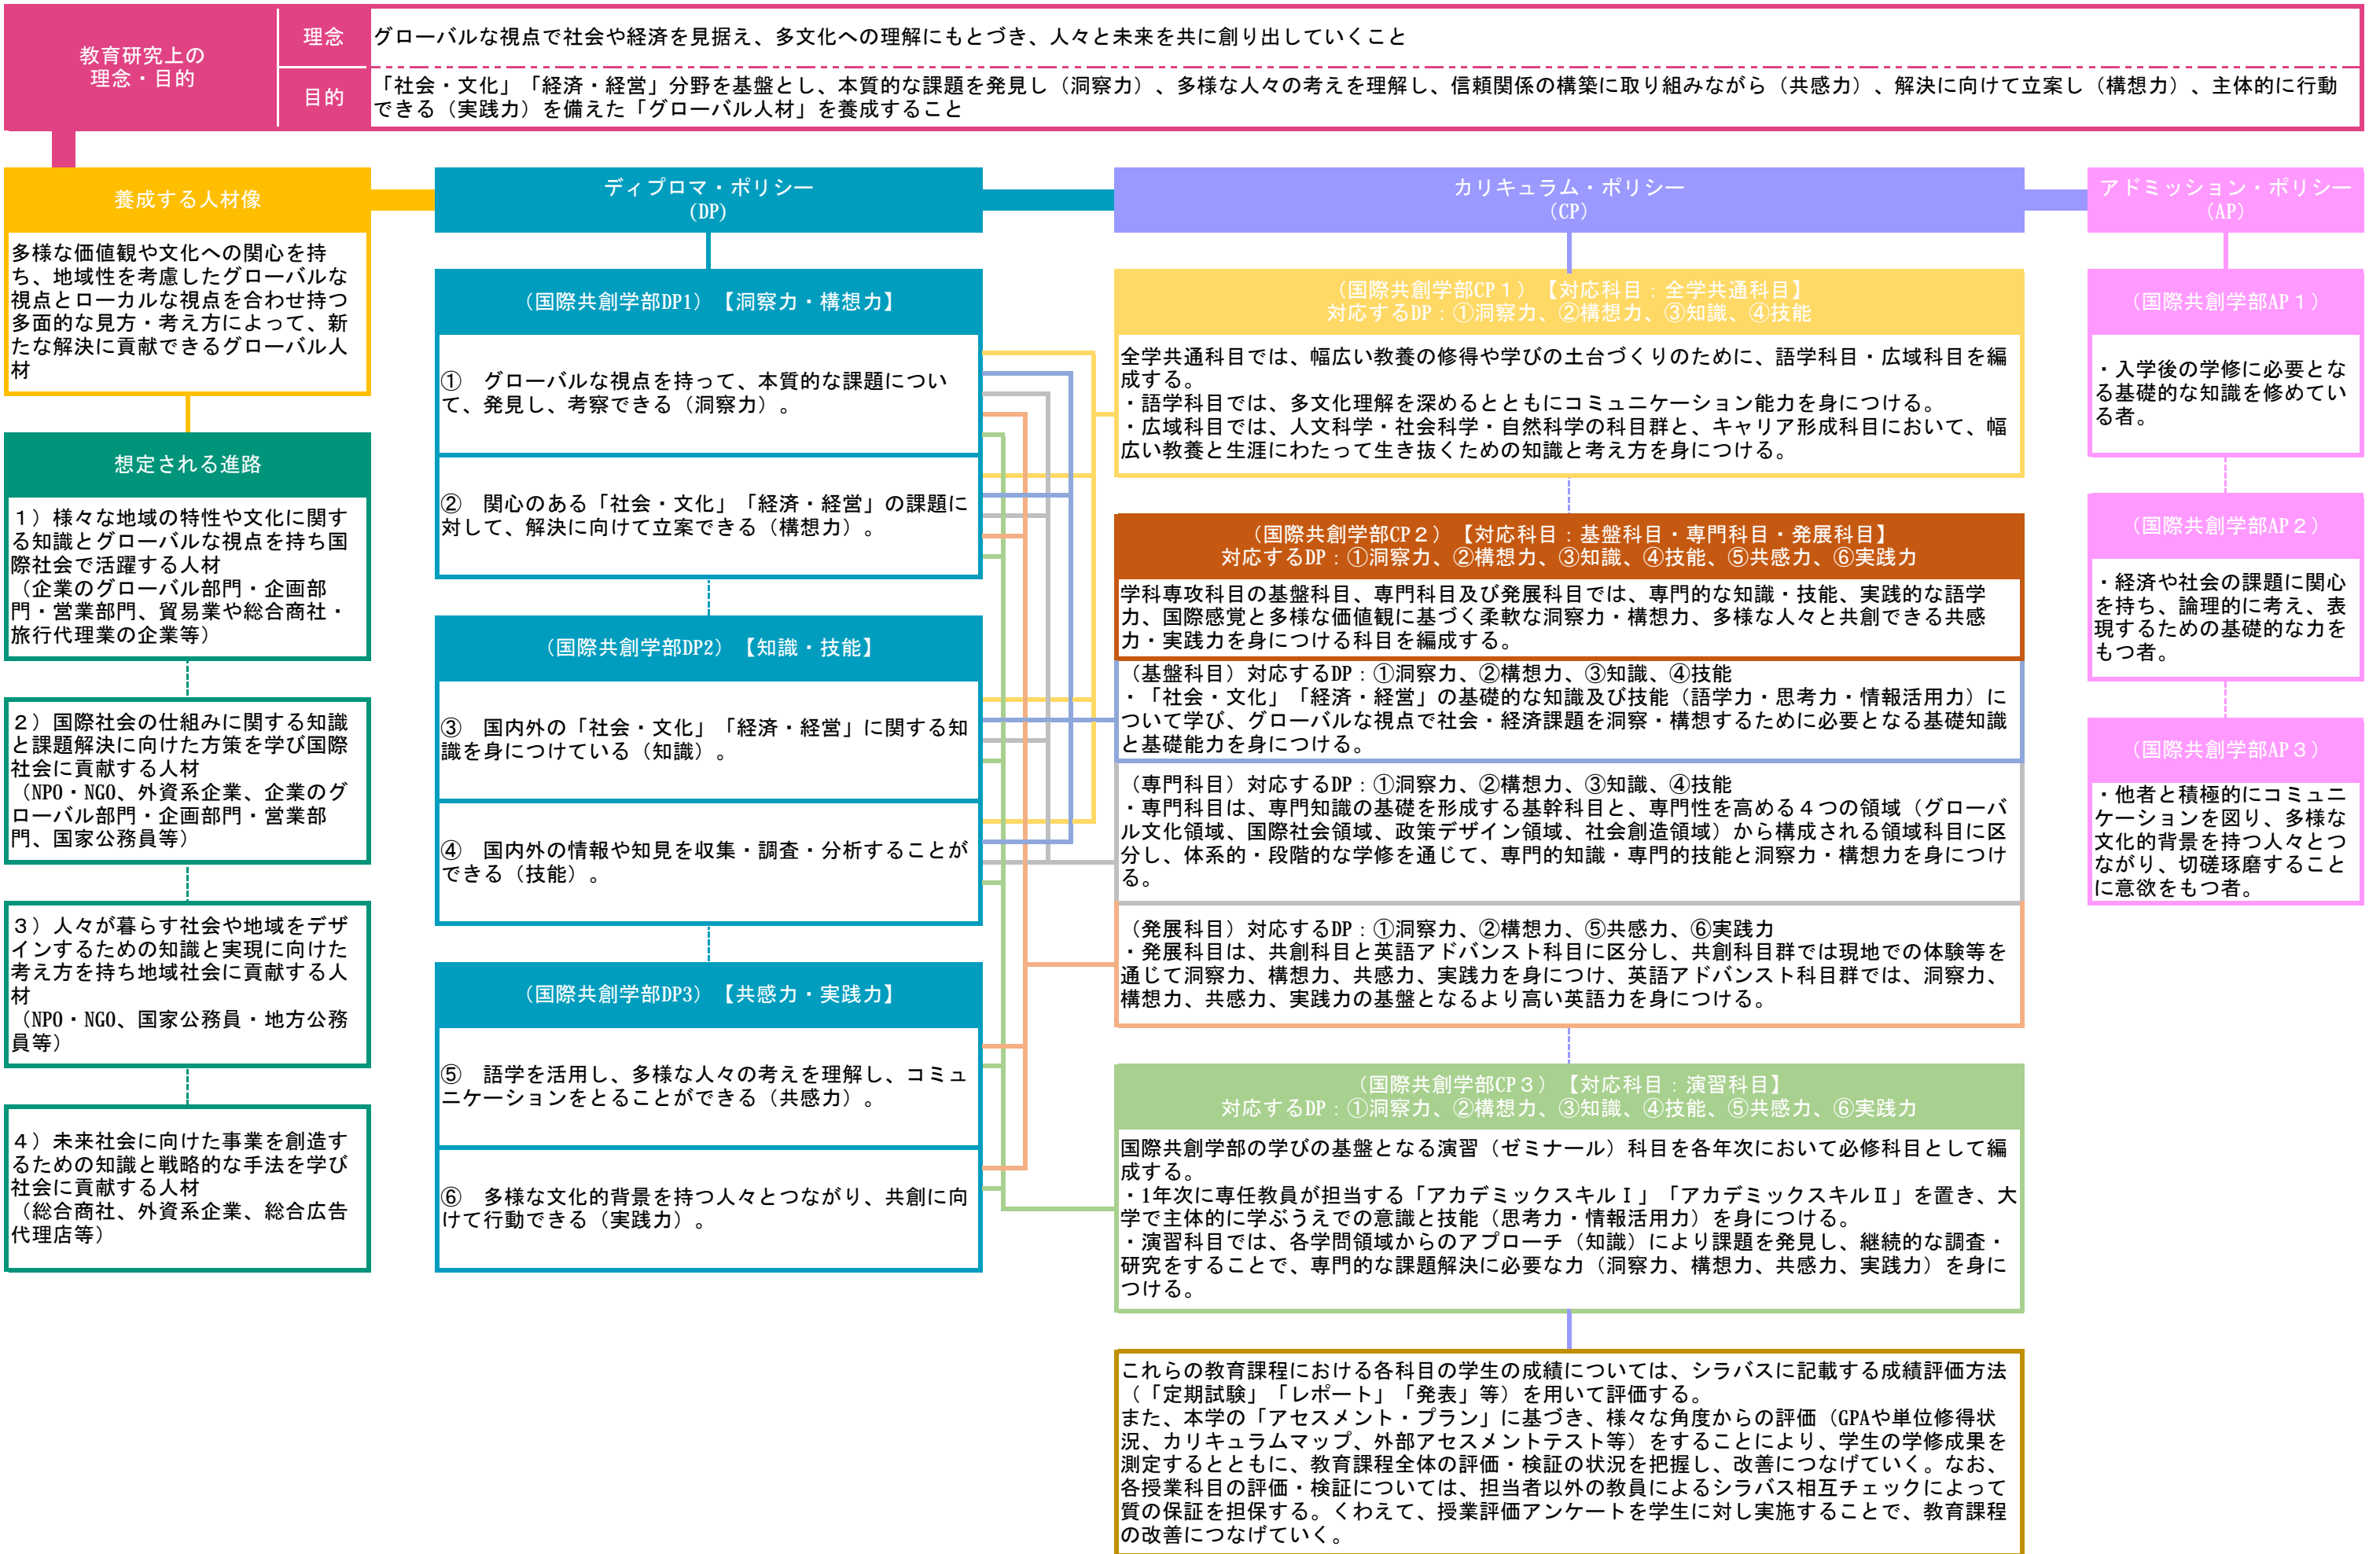 教育研究上の
理念・目的
理念
グローバルな視点で社会や経済を見据え、多文化への理解にもとづき、人々と未来を共に創り出していくこと
目的
「社会・文化」「経済・経営」分野を基盤とし、本質的な課題を発見し（洞察力）、多様な人々の考えを理解し、信頼関係の構築に取り組みながら（共感力）、解決に向けて立案し（構想力）、主体的に行動
できる（実践力）を備えた「グローバル人材」を養成すること
養成する人材像
多様な価値観や文化への関心を持
ち、地域性を考慮したグローバルな
視点とローカルな視点を合わせ持つ
多面的な見方・考え方によって、新
たな解決に貢献できるグローバル人
材
想定される進路
１）様々な地域の特性や文化に関す
る知識とグローバルな視点を持ち国
際社会で活躍する人材
（企業のグローバル部門・企画部
門・営業部門、貿易業や総合商社・
旅行代理業の企業等）
２）国際社会の仕組みに関する知識
と課題解決に向けた方策を学び国際
社会に貢献する人材
（NPO・NGO、外資系企業、企業のグ
ローバル部門・企画部門・営業部
門、国家公務員等）
３）人々が暮らす社会や地域をデザ
インするための知識と実現に向けた
考え方を持ち地域社会に貢献する人
材
（NPO・NGO、国家公務員・地方公務
員等）
４）未来社会に向けた事業を創造す
るための知識と戦略的な手法を学び
社会に貢献する人材
（総合商社、外資系企業、総合広告
代理店等）
ディプロマ・ポリシー
（DP）
（国際共創学部DP1）【洞察力・構想力】
①　グローバルな視点を持って、本質的な課題につい
て、発見し、考察できる（洞察力）。
②　関心のある「社会・文化」「経済・経営」の課題に
対して、解決に向けて立案できる（構想力）。
（国際共創学部DP2）【知識・技能】
③　国内外の「社会・文化」「経済・経営」に関する知
識を身につけている（知識）。
④　国内外の情報や知見を収集・調査・分析することが
できる（技能）。
（国際共創学部DP3）【共感力・実践力】
⑤　語学を活用し、多様な人々の考えを理解し、コミュ
ニケーションをとることができる（共感力）。
⑥　多様な文化的背景を持つ人々とつながり、共創に向
けて行動できる（実践力）。
カリキュラム・ポリシー
（CP）
（国際共創学部CP１）【対応科目：全学共通科目】
対応するDP：①洞察力、②構想力、③知識、④技能
全学共通科目では、幅広い教養の修得や学びの土台づくりのために、語学科目・広域科目を編
成する。
・語学科目では、多文化理解を深めるとともにコミュニケーション能力を身につける。
・広域科目では、人文科学・社会科学・自然科学の科目群と、キャリア形成科目において、幅
広い教養と生涯にわたって生き抜くための知識と考え方を身につける。
（国際共創学部CP２）【対応科目：基盤科目・専門科目・発展科目】
対応するDP：①洞察力、②構想力、③知識、④技能、⑤共感力、⑥実践力
学科専攻科目の基盤科目、専門科目及び発展科目では、専門的な知識・技能、実践的な語学
力、国際感覚と多様な価値観に基づく柔軟な洞察力・構想力、多様な人々と共創できる共感
力・実践力を身につける科目を編成する。
（基盤科目）対応するDP：①洞察力、②構想力、③知識、④技能
・「社会・文化」「経済・経営」の基礎的な知識及び技能（語学力・思考力・情報活用力）に
ついて学び、グローバルな視点で社会・経済課題を洞察・構想するために必要となる基礎知識
と基礎能力を身につける。
（専門科目）対応するDP：①洞察力、②構想力、③知識、④技能
・専門科目は、専門知識の基礎を形成する基幹科目と、専門性を高める４つの領域（グローバ
ル文化領域、国際社会領域、政策デザイン領域、社会創造領域）から構成される領域科目に区
分し、体系的・段階的な学修を通じて、専門的知識・専門的技能と洞察力・構想力を身につけ
る。
（発展科目）対応するDP：①洞察力、②構想力、⑤共感力、⑥実践力
・発展科目は、共創科目と英語アドバンスト科目に区分し、共創科目群では現地での体験等を
通じて洞察力、構想力、共感力、実践力を身につけ、英語アドバンスト科目群では、洞察力、
構想力、共感力、実践力の基盤となるより高い英語力を身につける。
（国際共創学部CP３）【対応科目：演習科目】
対応するDP：①洞察力、②構想力、③知識、④技能、⑤共感力、⑥実践力
国際共創学部の学びの基盤となる演習（ゼミナール）科目を各年次において必修科目として編
成する。
・1年次に専任教員が担当する「アカデミックスキルⅠ」「アカデミックスキルⅡ」を置き、大
学で主体的に学ぶうえでの意識と技能（思考力・情報活用力）を身につける。
・演習科目では、各学問領域からのアプローチ（知識）により課題を発見し、継続的な調査・
研究をすることで、専門的な課題解決に必要な力（洞察力、構想力、共感力、実践力）を身に
つける。
これらの教育課程における各科目の学生の成績については、シラバスに記載する成績評価方法
（「定期試験」「レポート」「発表」等）を用いて評価する。
また、本学の「アセスメント・プラン」に基づき、様々な角度からの評価（GPAや単位修得状
況、カリキュラムマップ、外部アセスメントテスト等）をすることにより、学生の学修成果を
測定するとともに、教育課程全体の評価・検証の状況を把握し、改善につなげていく。なお、
各授業科目の評価・検証については、担当者以外の教員によるシラバス相互チェックによって
質の保証を担保する。くわえて、授業評価アンケートを学生に対し実施することで、教育課程
の改善につなげていく。
アドミッション・ポリシー
（AP）
（国際共創学部AP１）
・入学後の学修に必要とな
る基礎的な知識を修めてい
る者。
（国際共創学部AP２）
・経済や社会の課題に関心
を持ち、論理的に考え、表
現するための基礎的な力を
もつ者。
（国際共創学部AP３）
・他者と積極的にコミュニ
ケーションを図り、多様な
文化的背景を持つ人々とつ
ながり、切磋琢磨すること
に意欲をもつ者。